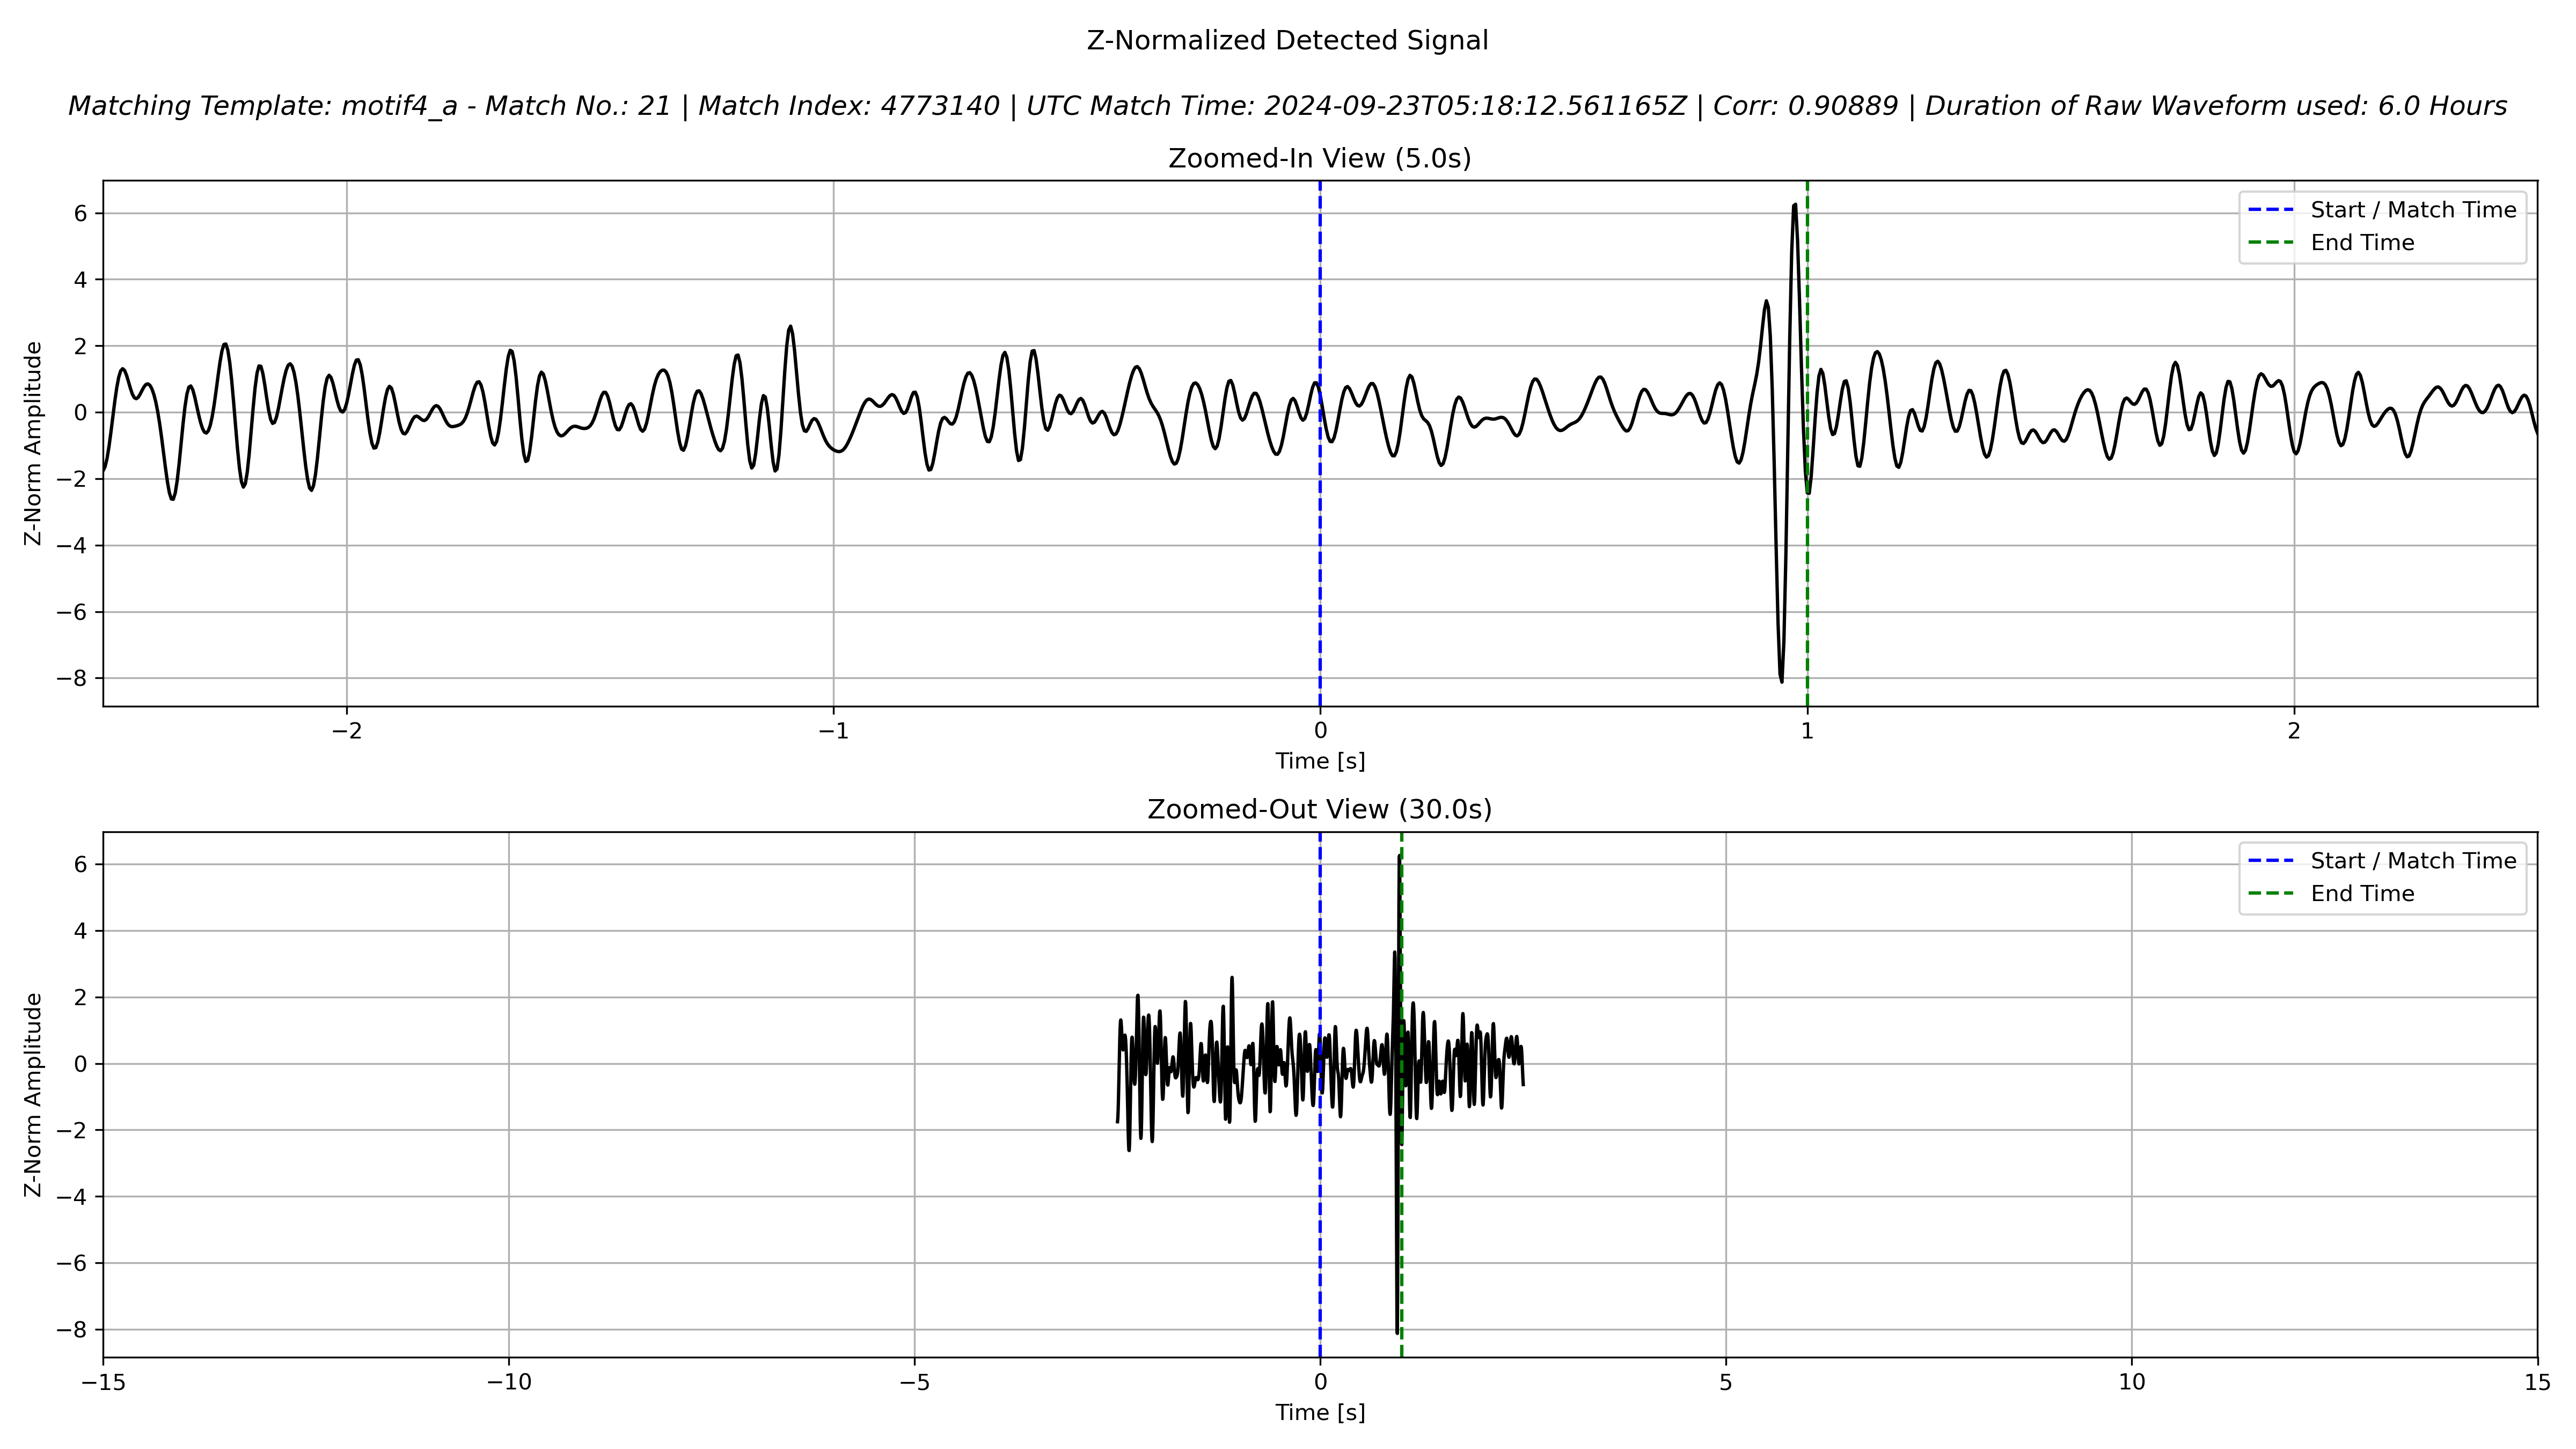 Z-Normalized Detected Signal
Matching Template: motif4_a - Match No.: 21 | Match Index: 4773140 | UTC Match Time: 2024-09-23T05:18:12.561165Z | Corr: 0.90889 | Duration of Raw Waveform used: 6.0 Hours
Zoomed-In View (5.0s)
Z-Norm Amplitude
6
4
2
0
−2
−4
−6
−8
Start / Match Time
End Time
−2 −1 0 1 2
Time [s]
Zoomed-Out View (30.0s)
Z-Norm Amplitude
6
4
2
0
−2
−4
−6
−8
Start / Match Time
End Time
−15 −10 −5 0 5 10 15
Time [s]